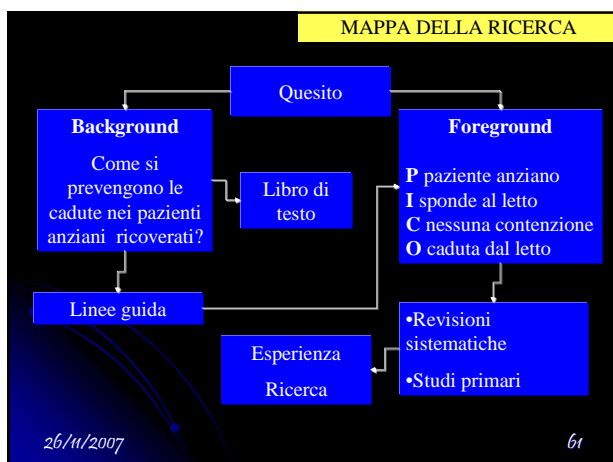 MAPPA DELLA RICERCA
Quesito
Background
Come si
prevengono le
cadute nei pazienti
anziani ricoverati?
Libro di
testo
Linee guida
Foreground
P paziente anziano
I sponde al letto
C nessuna contenzione
O caduta dal letto
•Revisioni
sistematiche
•Studi primari
Esperienza
Ricerca
26/11/2007
61